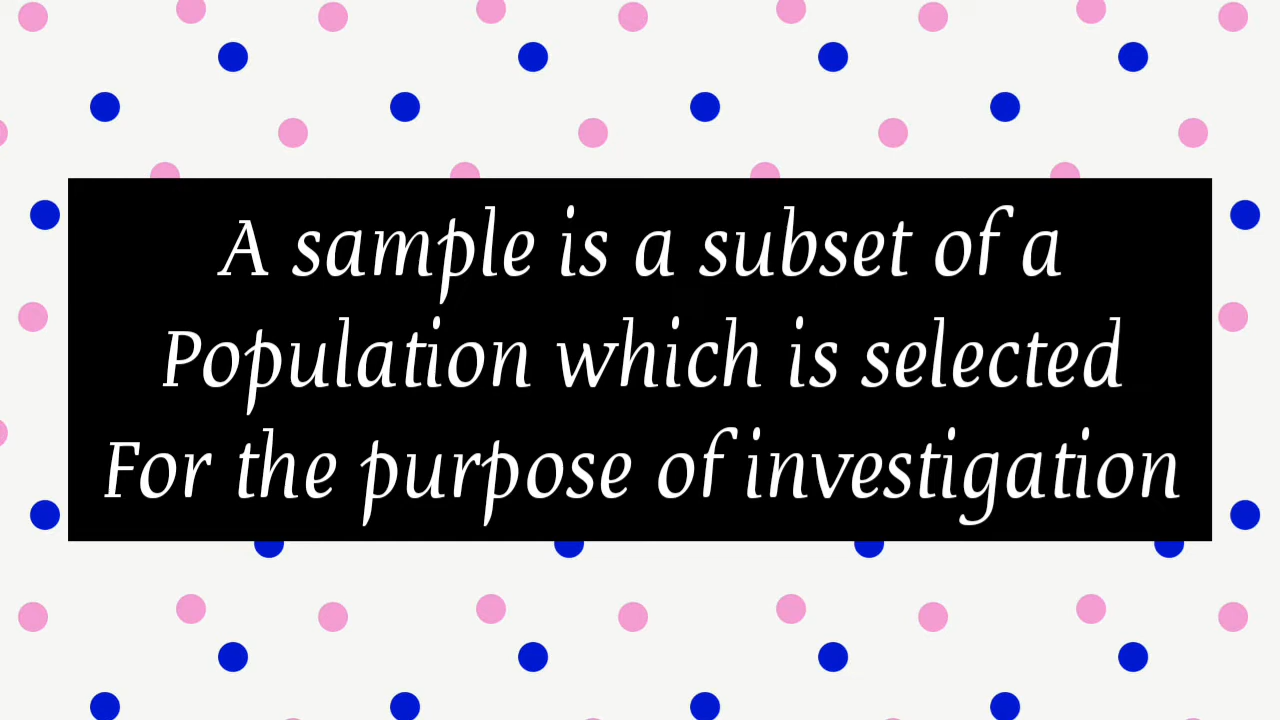 A sample is a subset of a
Population which is selected
For the purpose of investigation